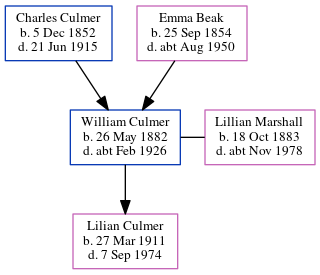 Charles Culmer
b. 5 Dec 1852
d. 21 Jun 1915
Emma Beak
b. 25 Sep 1854
d. abt Aug 1950
William Culmer
b. 26 May 1882
d. abt Feb 1926
Lillian Marshall
b. 18 Oct 1883
d. abt Nov 1978
Lilian Culmer
b. 27 Mar 1911
d. 7 Sep 1974